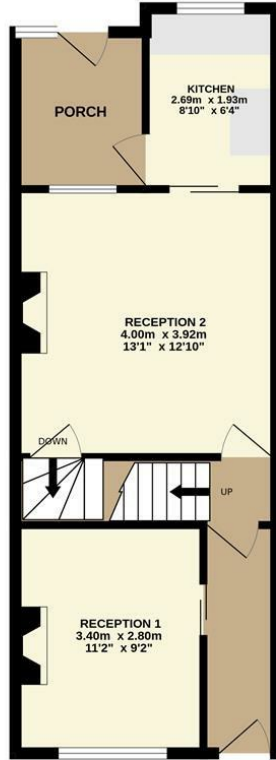 PORCH
KITCHEN
2.69m x 1.93m
8'10" x 6'4"
RECEPTION 2
4.00m x 3.92m
13'1" x 12'10"
DOWN
UP
RECEPTION 1
3.40m x 2.80m
11'2" x 9'2"